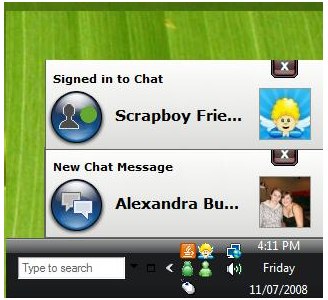 X
Signed in to Chat
Scrapboy Frie...
X
New Chat Message
Alexandra Bu...
4:11 PM
Type to search
Friday
11/07/2008